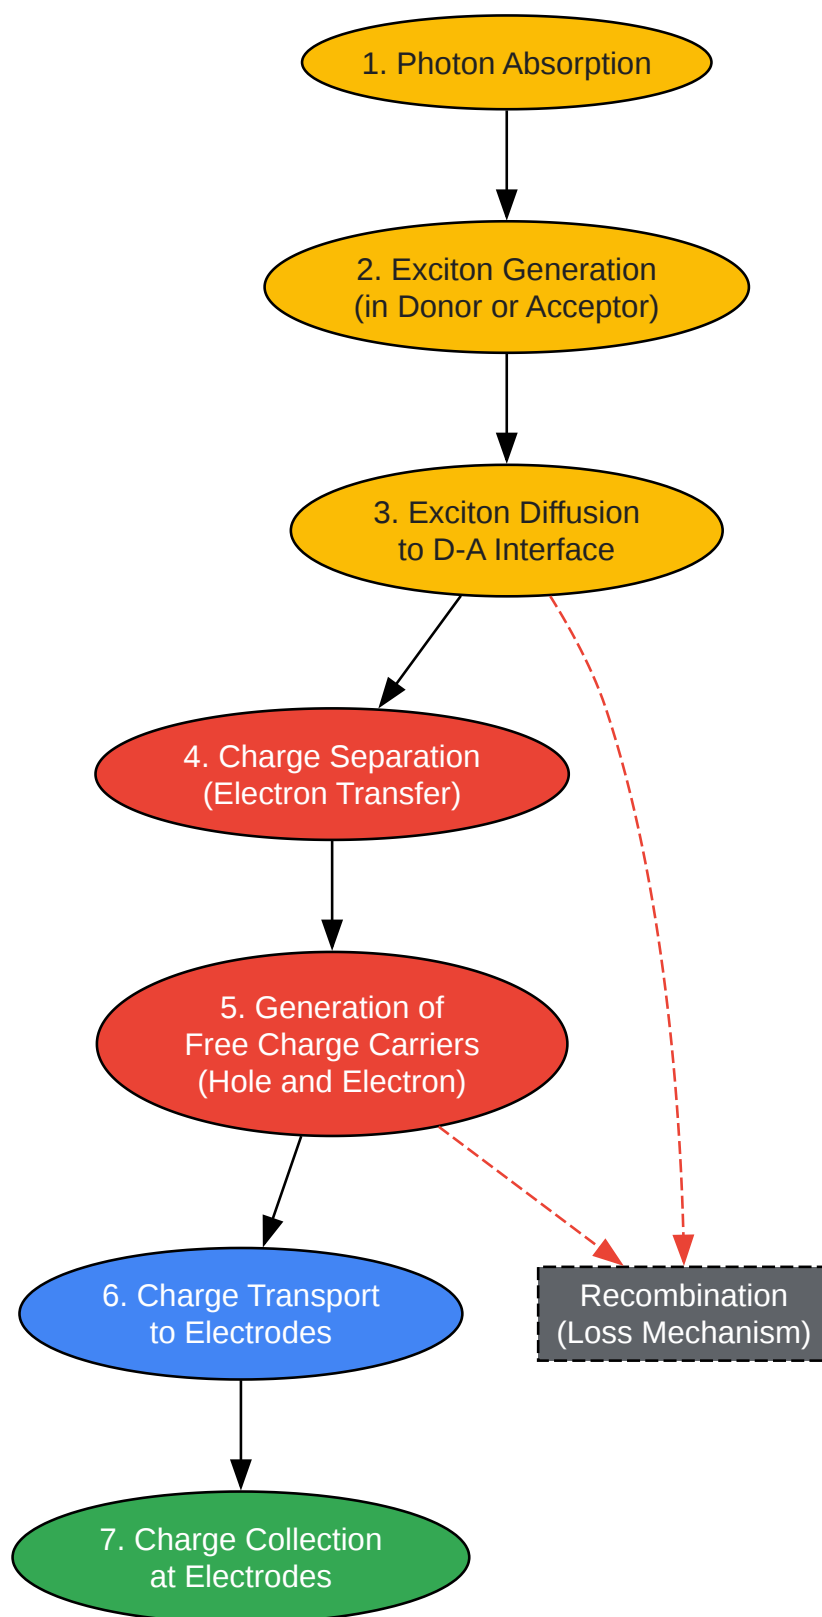 1. Photon Absorption
2. Exciton Generation
(in Donor or Acceptor)
3. Exciton Diffusion
to D-A Interface
4. Charge Separation
(Electron Transfer)
5. Generation of
Free Charge Carriers
(Hole and Electron)
6. Charge Transport
to Electrodes
Recombination
(Loss Mechanism)
7. Charge Collection
at Electrodes